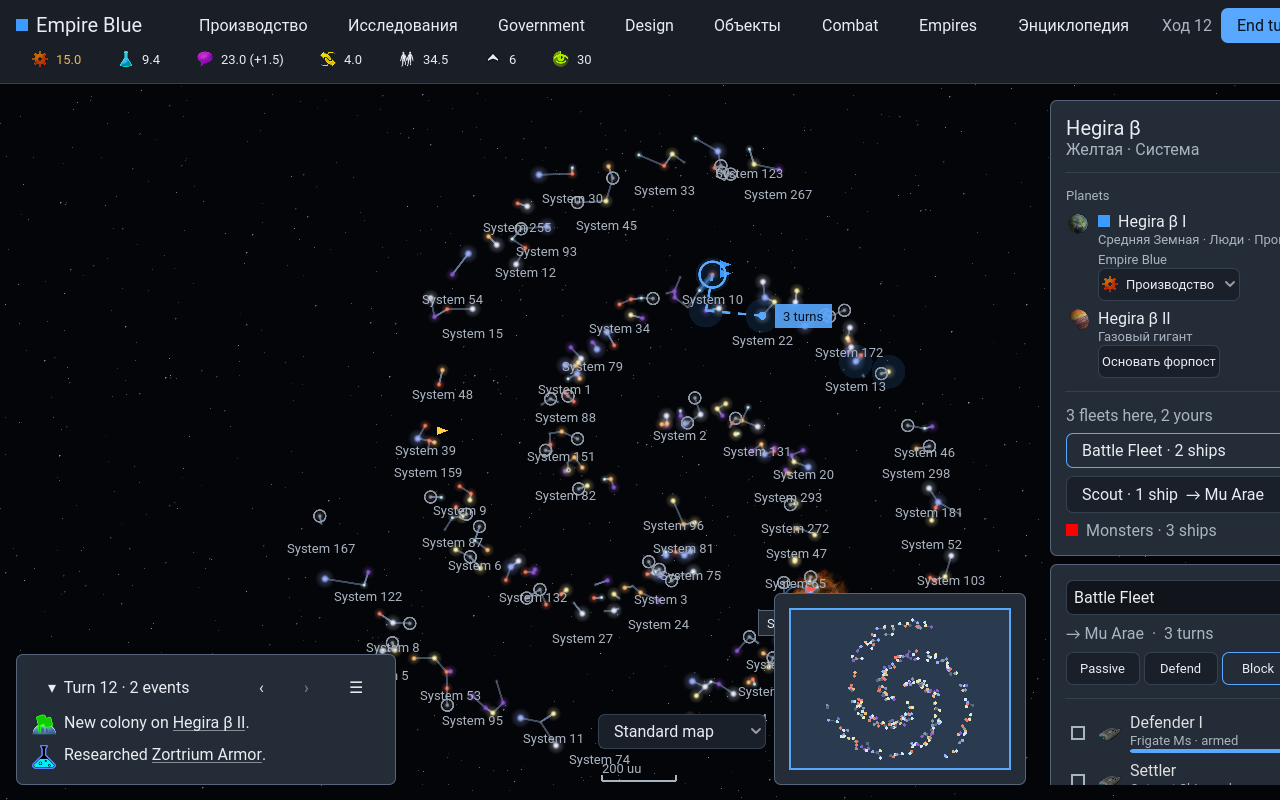 Empire Blue
Производство
Исследования
Government
Design
Объекты
Combat
Empires
Энциклопедия
Ход 12
End tu
15.0
9.4
23.0 (+1.5)
4.0
34.5
6
30
System 123
System 33
System 267
System 30
System 45
System 255
System 93
System 12
System 54
System 10
System 15
System 34
3 turns
System 22
System 172
System 79
System 13
System 1
System 48
System 88
System 2
System 39
System 151
System 131
System 46
System 159
System 20
System 298
System 82
System 293
System 9
System 181
System 96
System 272
System 87
System 167
System 81
System 52
System 47
System 6
System 75
System 65
System 103
System 122
System 132
System 3
System 24
System 27
System 8
System 53
System 95
System 11
System 74
Hegira β
Желтая · Система
Planets
Hegira β I
Средняя Земная · Люди ·
Empire Blue
Производство
Hegira β II
Газовый гигант
Основать форпост
3 fleets here, 2 yours
Battle Fleet · 2 ships
Scout · 1 ship → Mu Arae
Monsters · 3 ships
Battle Fleet
→ Mu Arae · 3 turns
Passive
Defend
Block
Defender I
Frigate Ms · armed
Settler
▾ Turn 12 · 2 events ‹ › ☰
New colony on Hegira β II.
Researched Zortrium Armor.
Standard map
200 uu